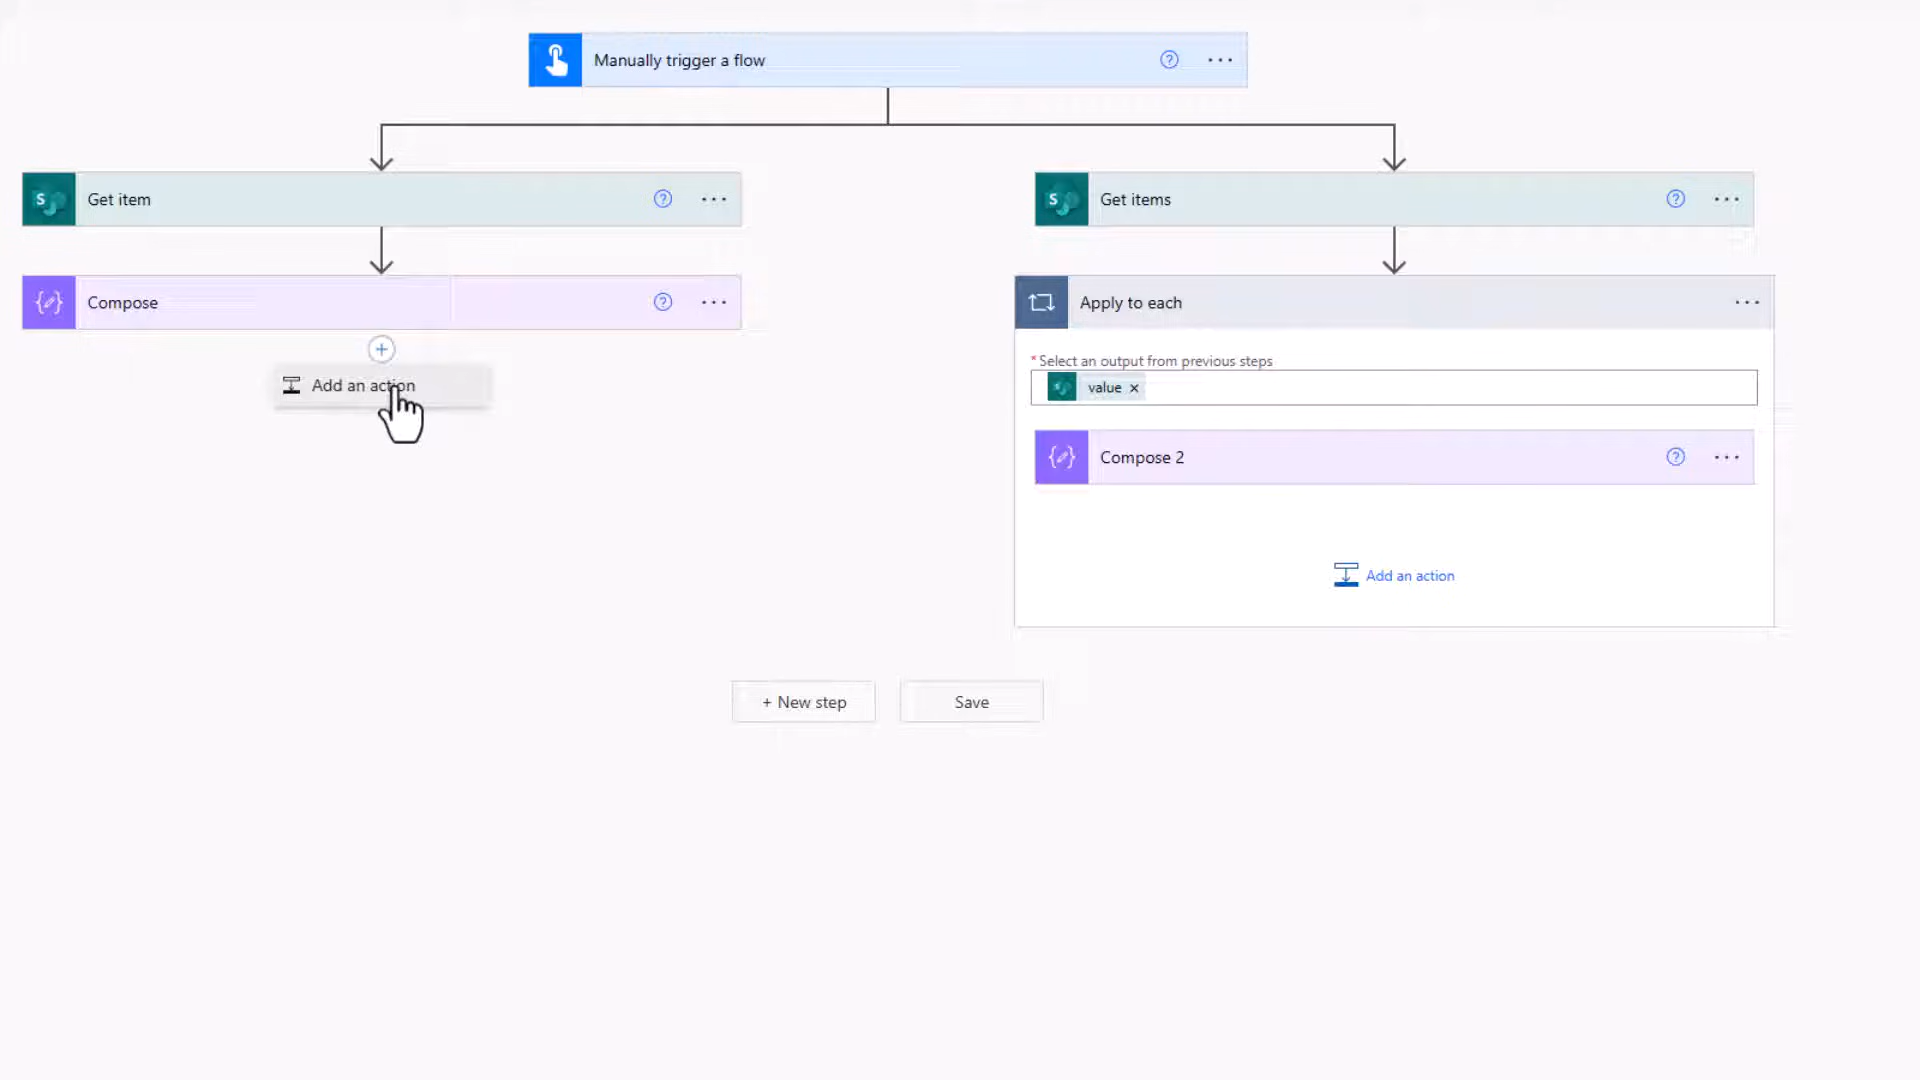 Manually trigger a flow
Get item
Get items
Compose
Apply to each
Add an action
* Select an output from previous steps
value
Compose 2
Add an action
+ New step
Save